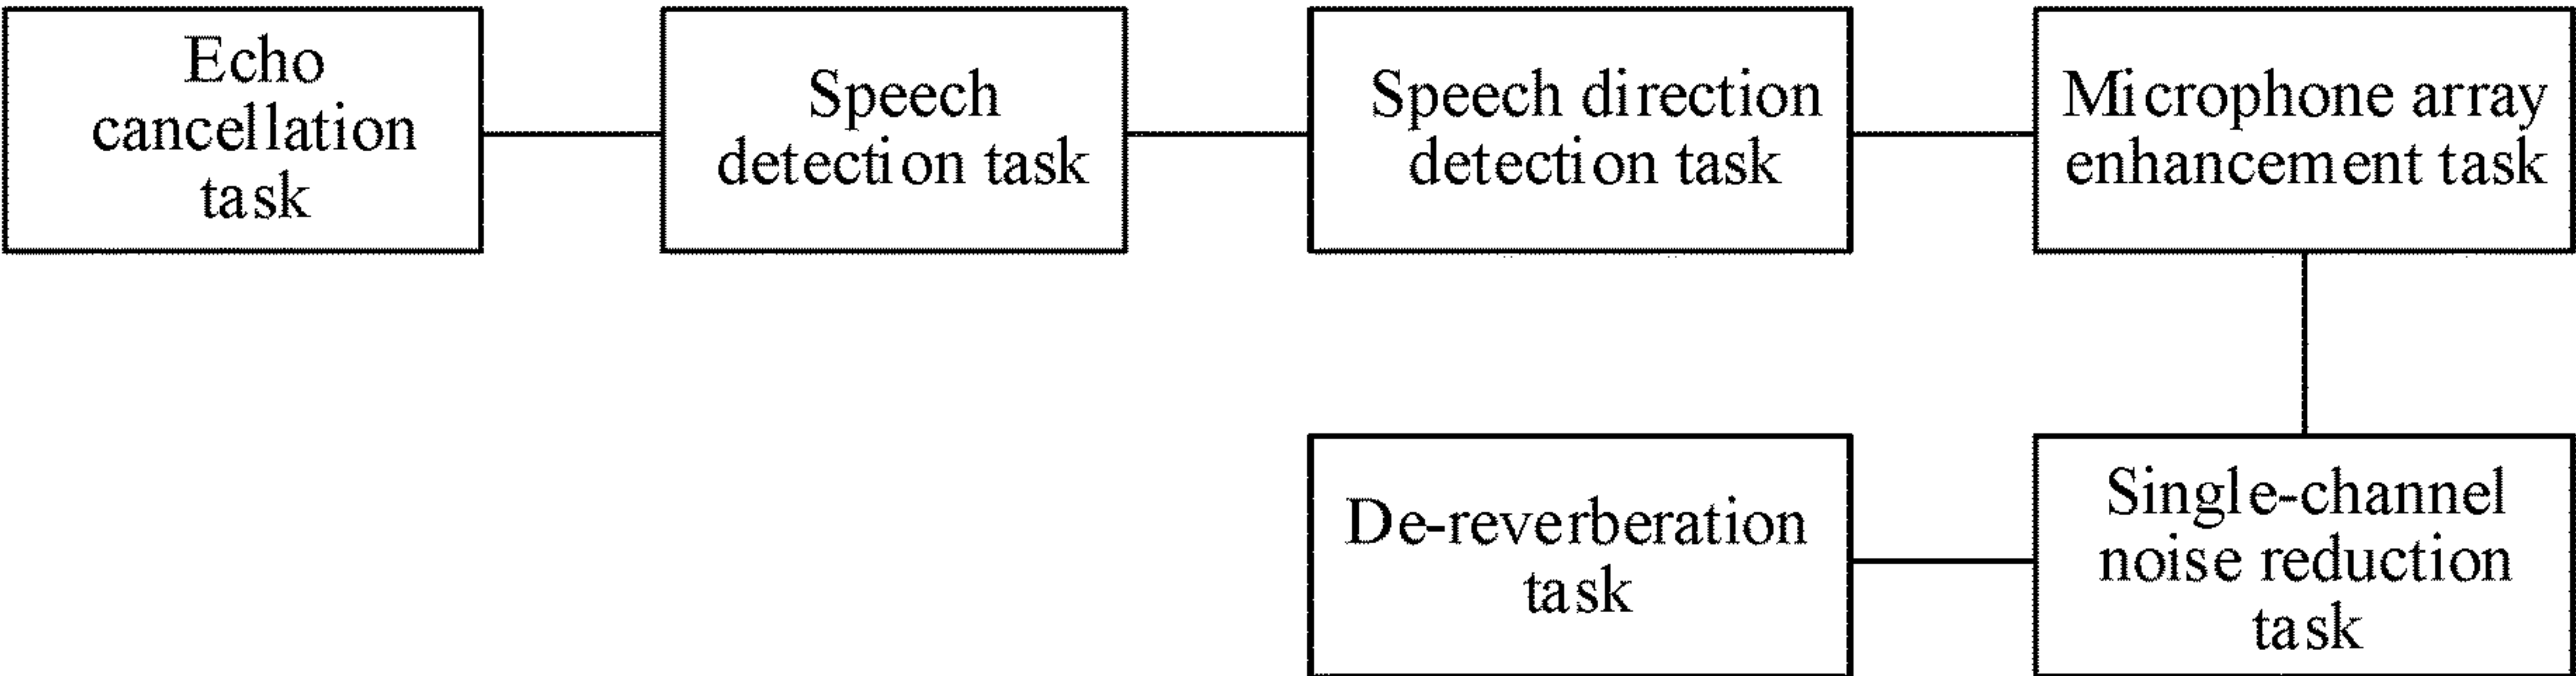 Echo
cancellation
task
Speech
detection task
Speech direction
detection task
Microphone array
enhancement task
De-reverberation
task
Single-channel
noise reduction
task